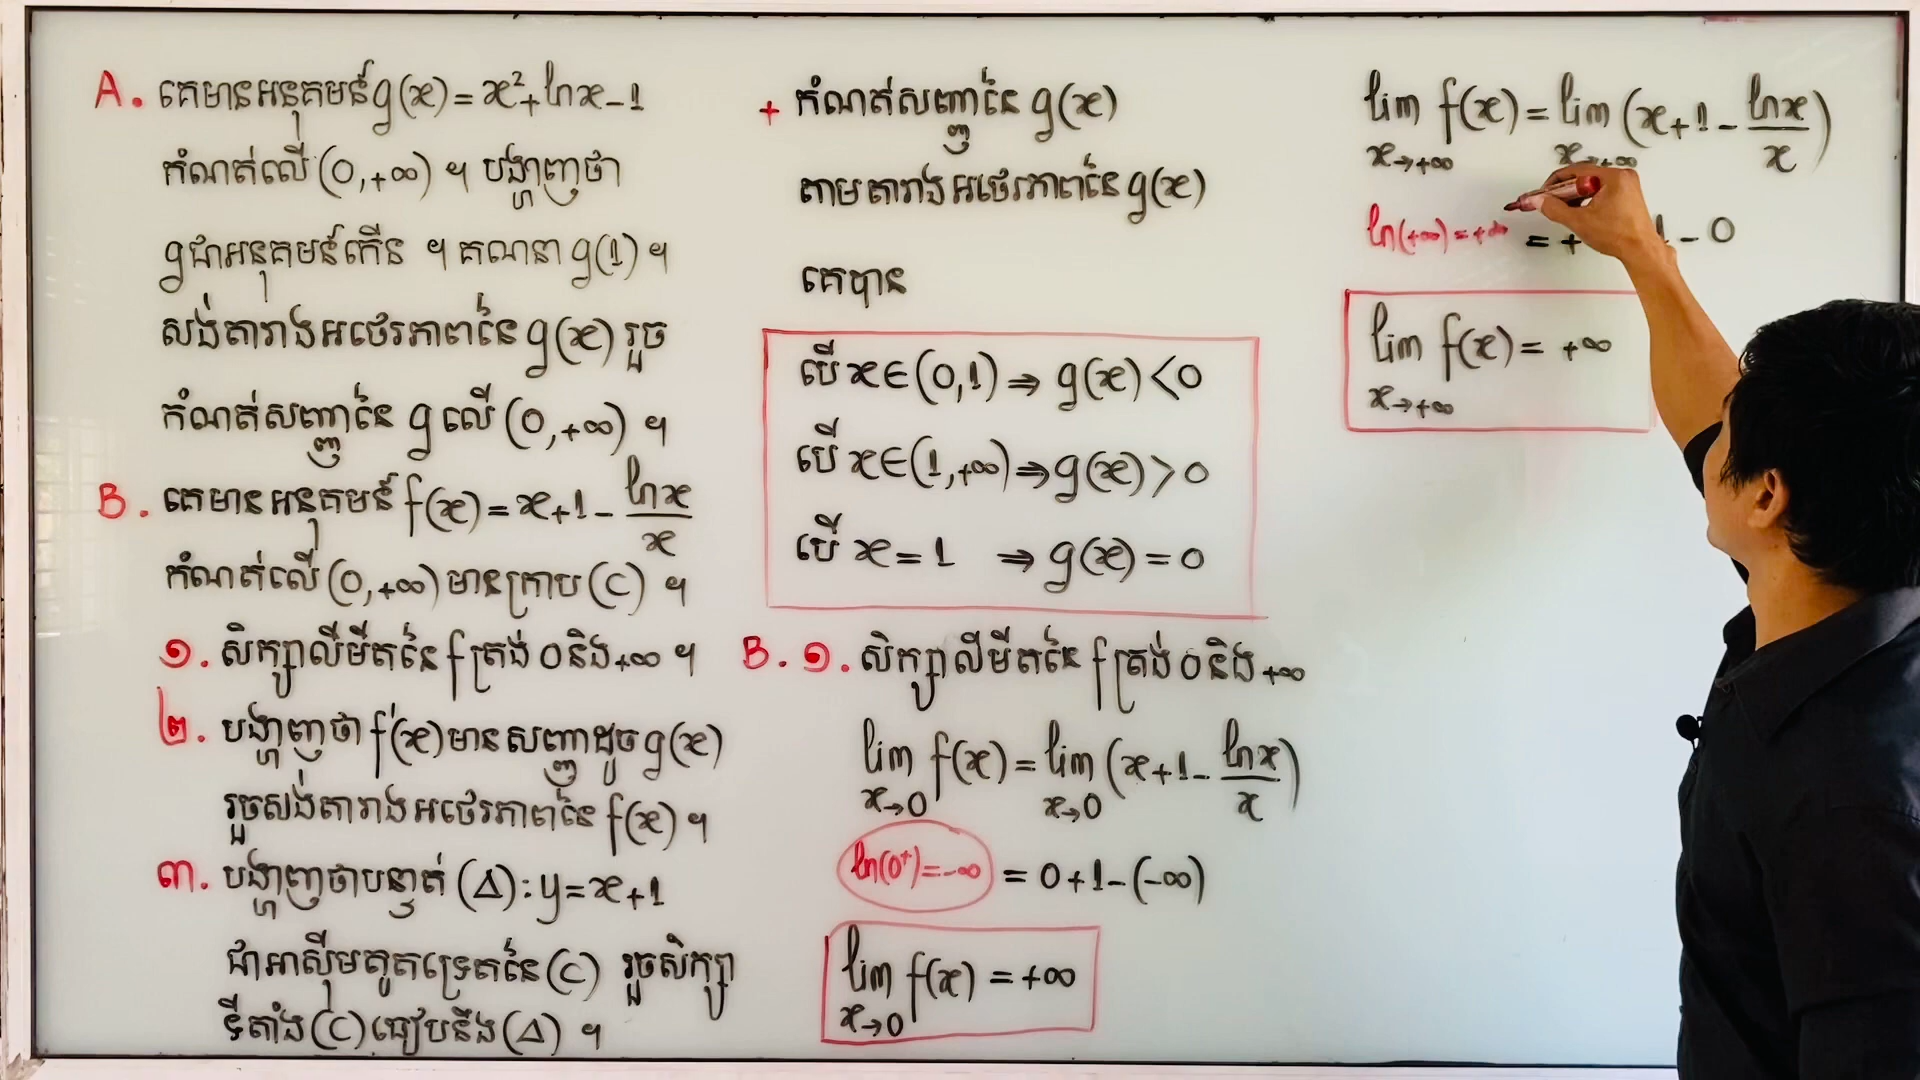 A. គេមានអនុគមន៍ g(x) = x² + lnx - 1
កំណត់លើ (0, +∞) ។ បង្ហាញថា
g ជាអនុគមន៍កើន ។ គណនា g(1) ។
សង់តារាងអថេរភាពនៃ g(x) រួច
កំណត់សញ្ញានៃ g លើ (0, +∞) ។
B. គេមានអនុគមន៍ f(x) = x + 1 - lnx/x
កំណត់លើ (0, +∞) មានក្រាប (C) ។
១. សិក្សាលីមីតនៃ f ត្រង់ 0 និង +∞ ។
២. បង្ហាញថា f'(x) មានសញ្ញាដូច g(x)
រួចសង់តារាងអថេរភាពនៃ f(x) ។
៣. បង្ហាញថាបន្ទាត់ (Δ) : y = x + 1
ជាអាស៊ីមតូតទ្រេតនៃ (C) រួចសិក្សា
ទីតាំង (C) ធៀបនឹង (Δ) ។
+ កំណត់សញ្ញានៃ g(x)
តាមតារាងអថេរភាពនៃ g(x)
គេបាន
បើ x ∈ (0, 1) ⇒ g(x) < 0
បើ x ∈ (1, +∞) ⇒ g(x) > 0
បើ x = 1 ⇒ g(x) = 0
B. ១. សិក្សាលីមីតនៃ f ត្រង់ 0 និង +∞
lim f(x) = lim (x + 1 - lnx/x)
x→0 x→0
ln(0⁺) = -∞ = 0 + 1 - (-∞)
lim f(x) = +∞
x→0
lim f(x) = lim (x + 1 - lnx/x)
x→+∞ x→+∞
ln(+∞) = +∞ = + 1 - 0
lim f(x) = +∞
x→+∞